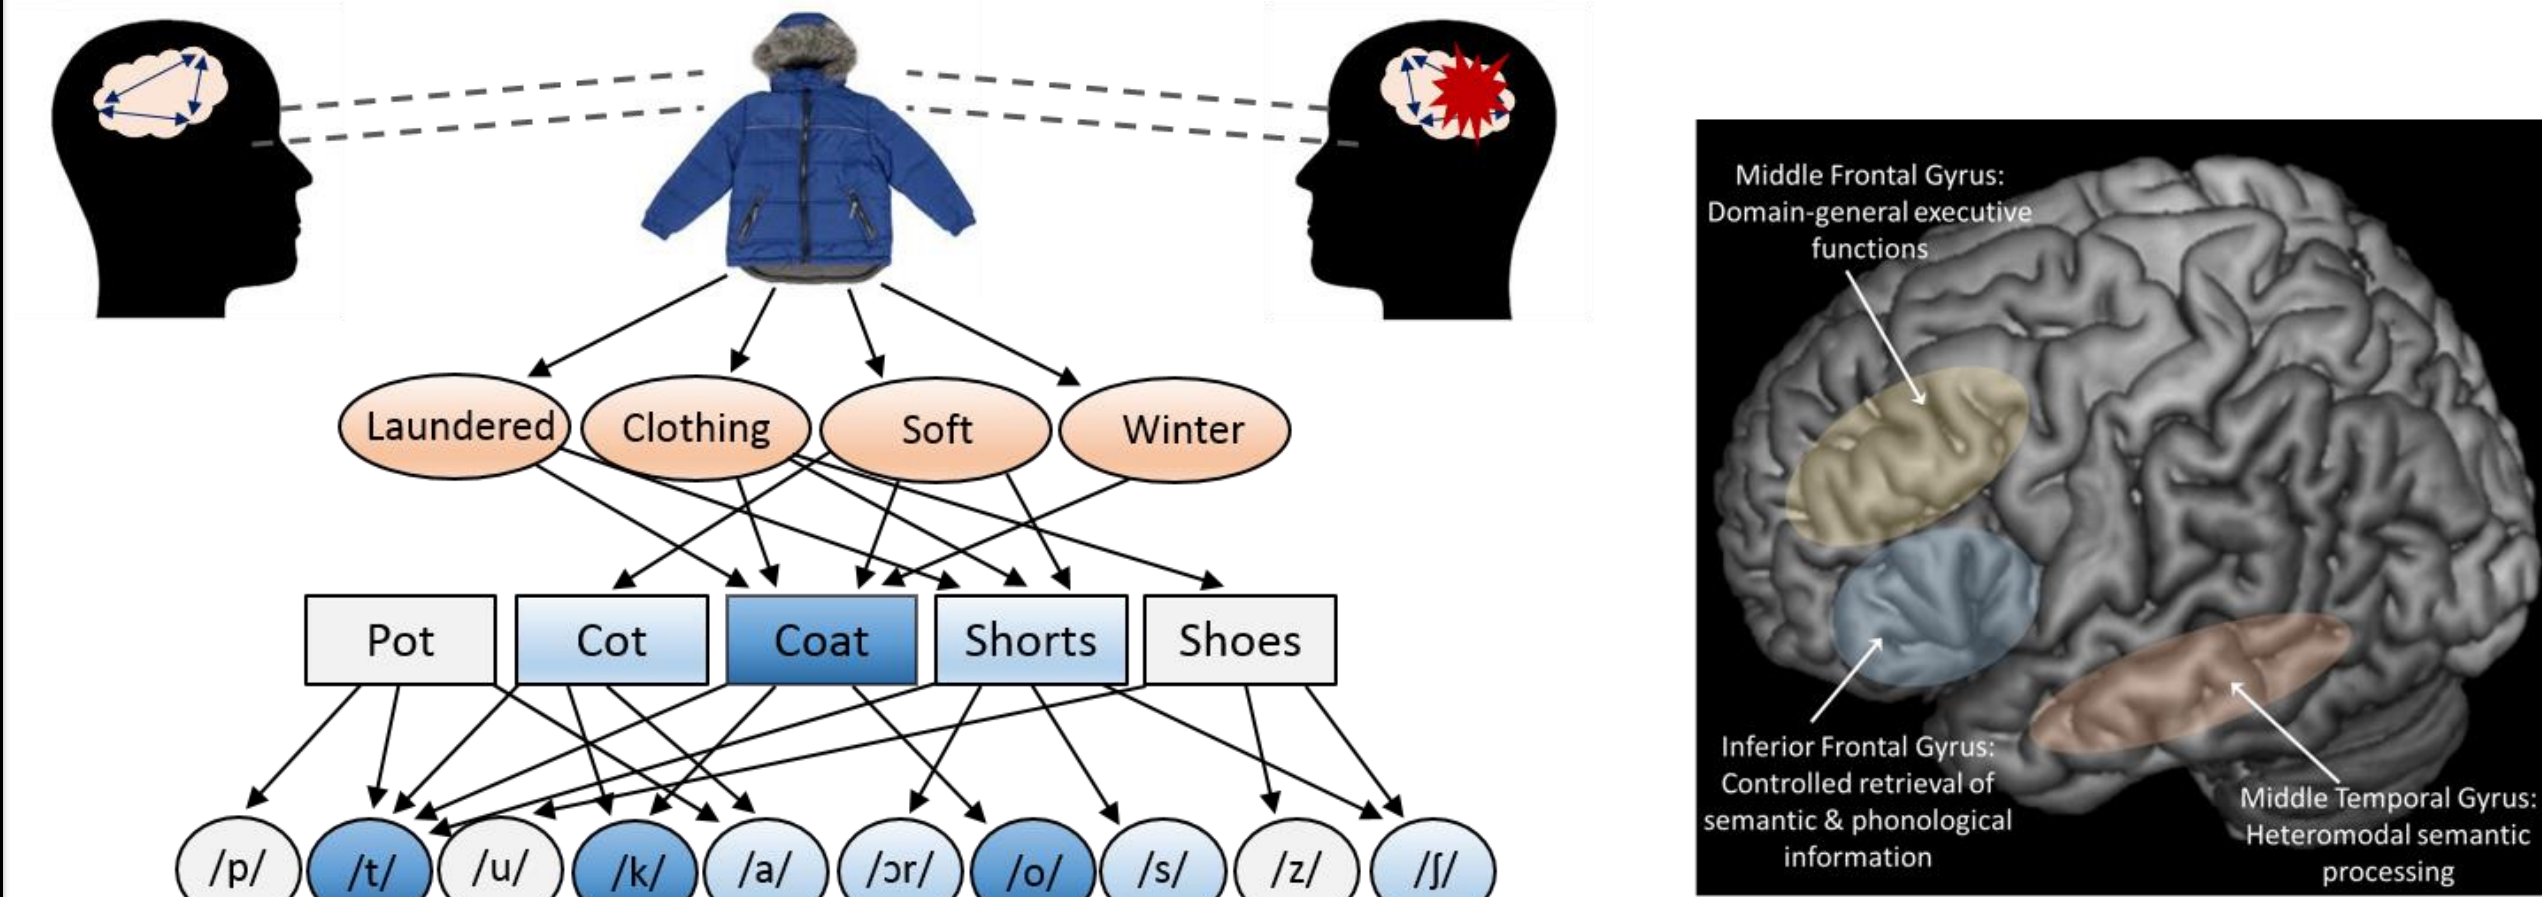 Laundered
Clothing
Soft
Winter
Pot
Cot
Coat
Shorts
Shoes
/p/
/t/
/u/
/k/
/a/
/ɔr/
/o/
/s/
/z/
/ʃ/
Middle Frontal Gyrus:
Domain-general executive
functions
Inferior Frontal Gyrus:
Controlled retrieval of
semantic & phonological
information
Middle Temporal Gyrus:
Heteromodal semantic
processing